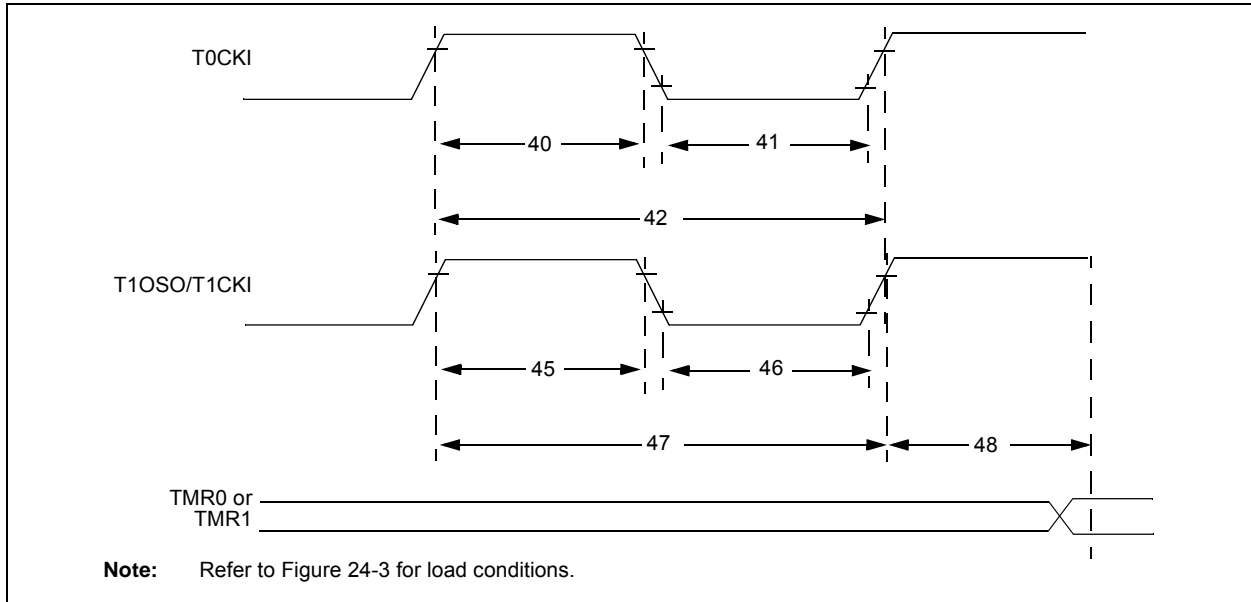 T0CKI
40
41
42
T1OSO/T1CKI
45
46
47
48
TMR0 or
TMR1
Note: Refer to Figure 24-3 for load conditions.